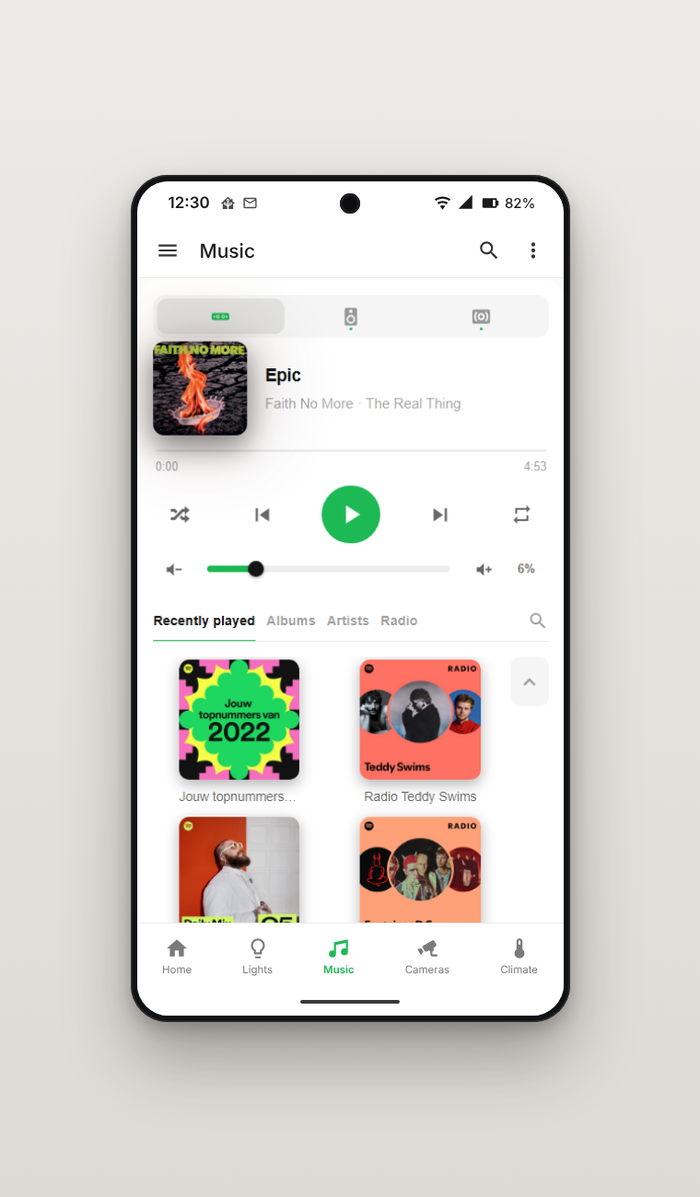 12:30
82%
Music
FAITH NO MORE
Epic
Faith No More · The Real Thing
0:00
4:53
6%
Recently played
Albums
Artists
Radio
Jouw
topnummers van
2022
RADIO
Teddy Swims
Jouw topnummers...
Radio Teddy Swims
RADIO
Home
Lights
Music
Cameras
Climate